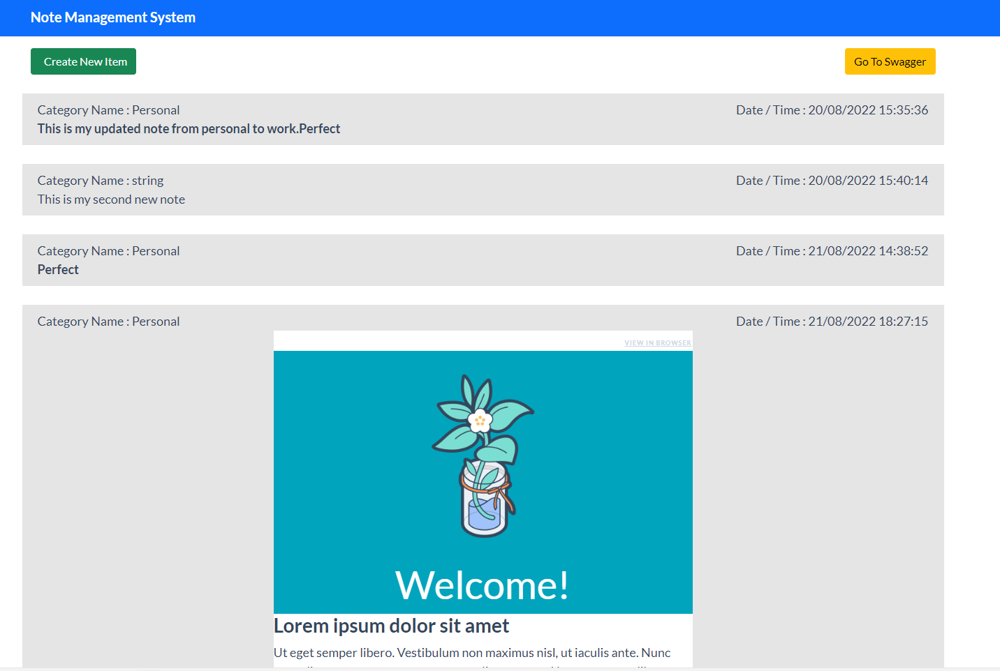 Note Management System
Create New Item
Go To Swagger
Category Name : Personal
Date / Time : 20/08/2022 15:35:36
This is my updated note from personal to work.Perfect
Category Name : string
Date / Time : 20/08/2022 15:40:14
This is my second new note
Category Name : Personal
Date / Time : 21/08/2022 14:38:52
Perfect
Category Name : Personal
Date / Time : 21/08/2022 18:27:15
VIEW IN BROWSER
Welcome!
Lorem ipsum dolor sit amet
Ut eget semper libero. Vestibulum non maximus nisl, ut iaculis ante. Nunc